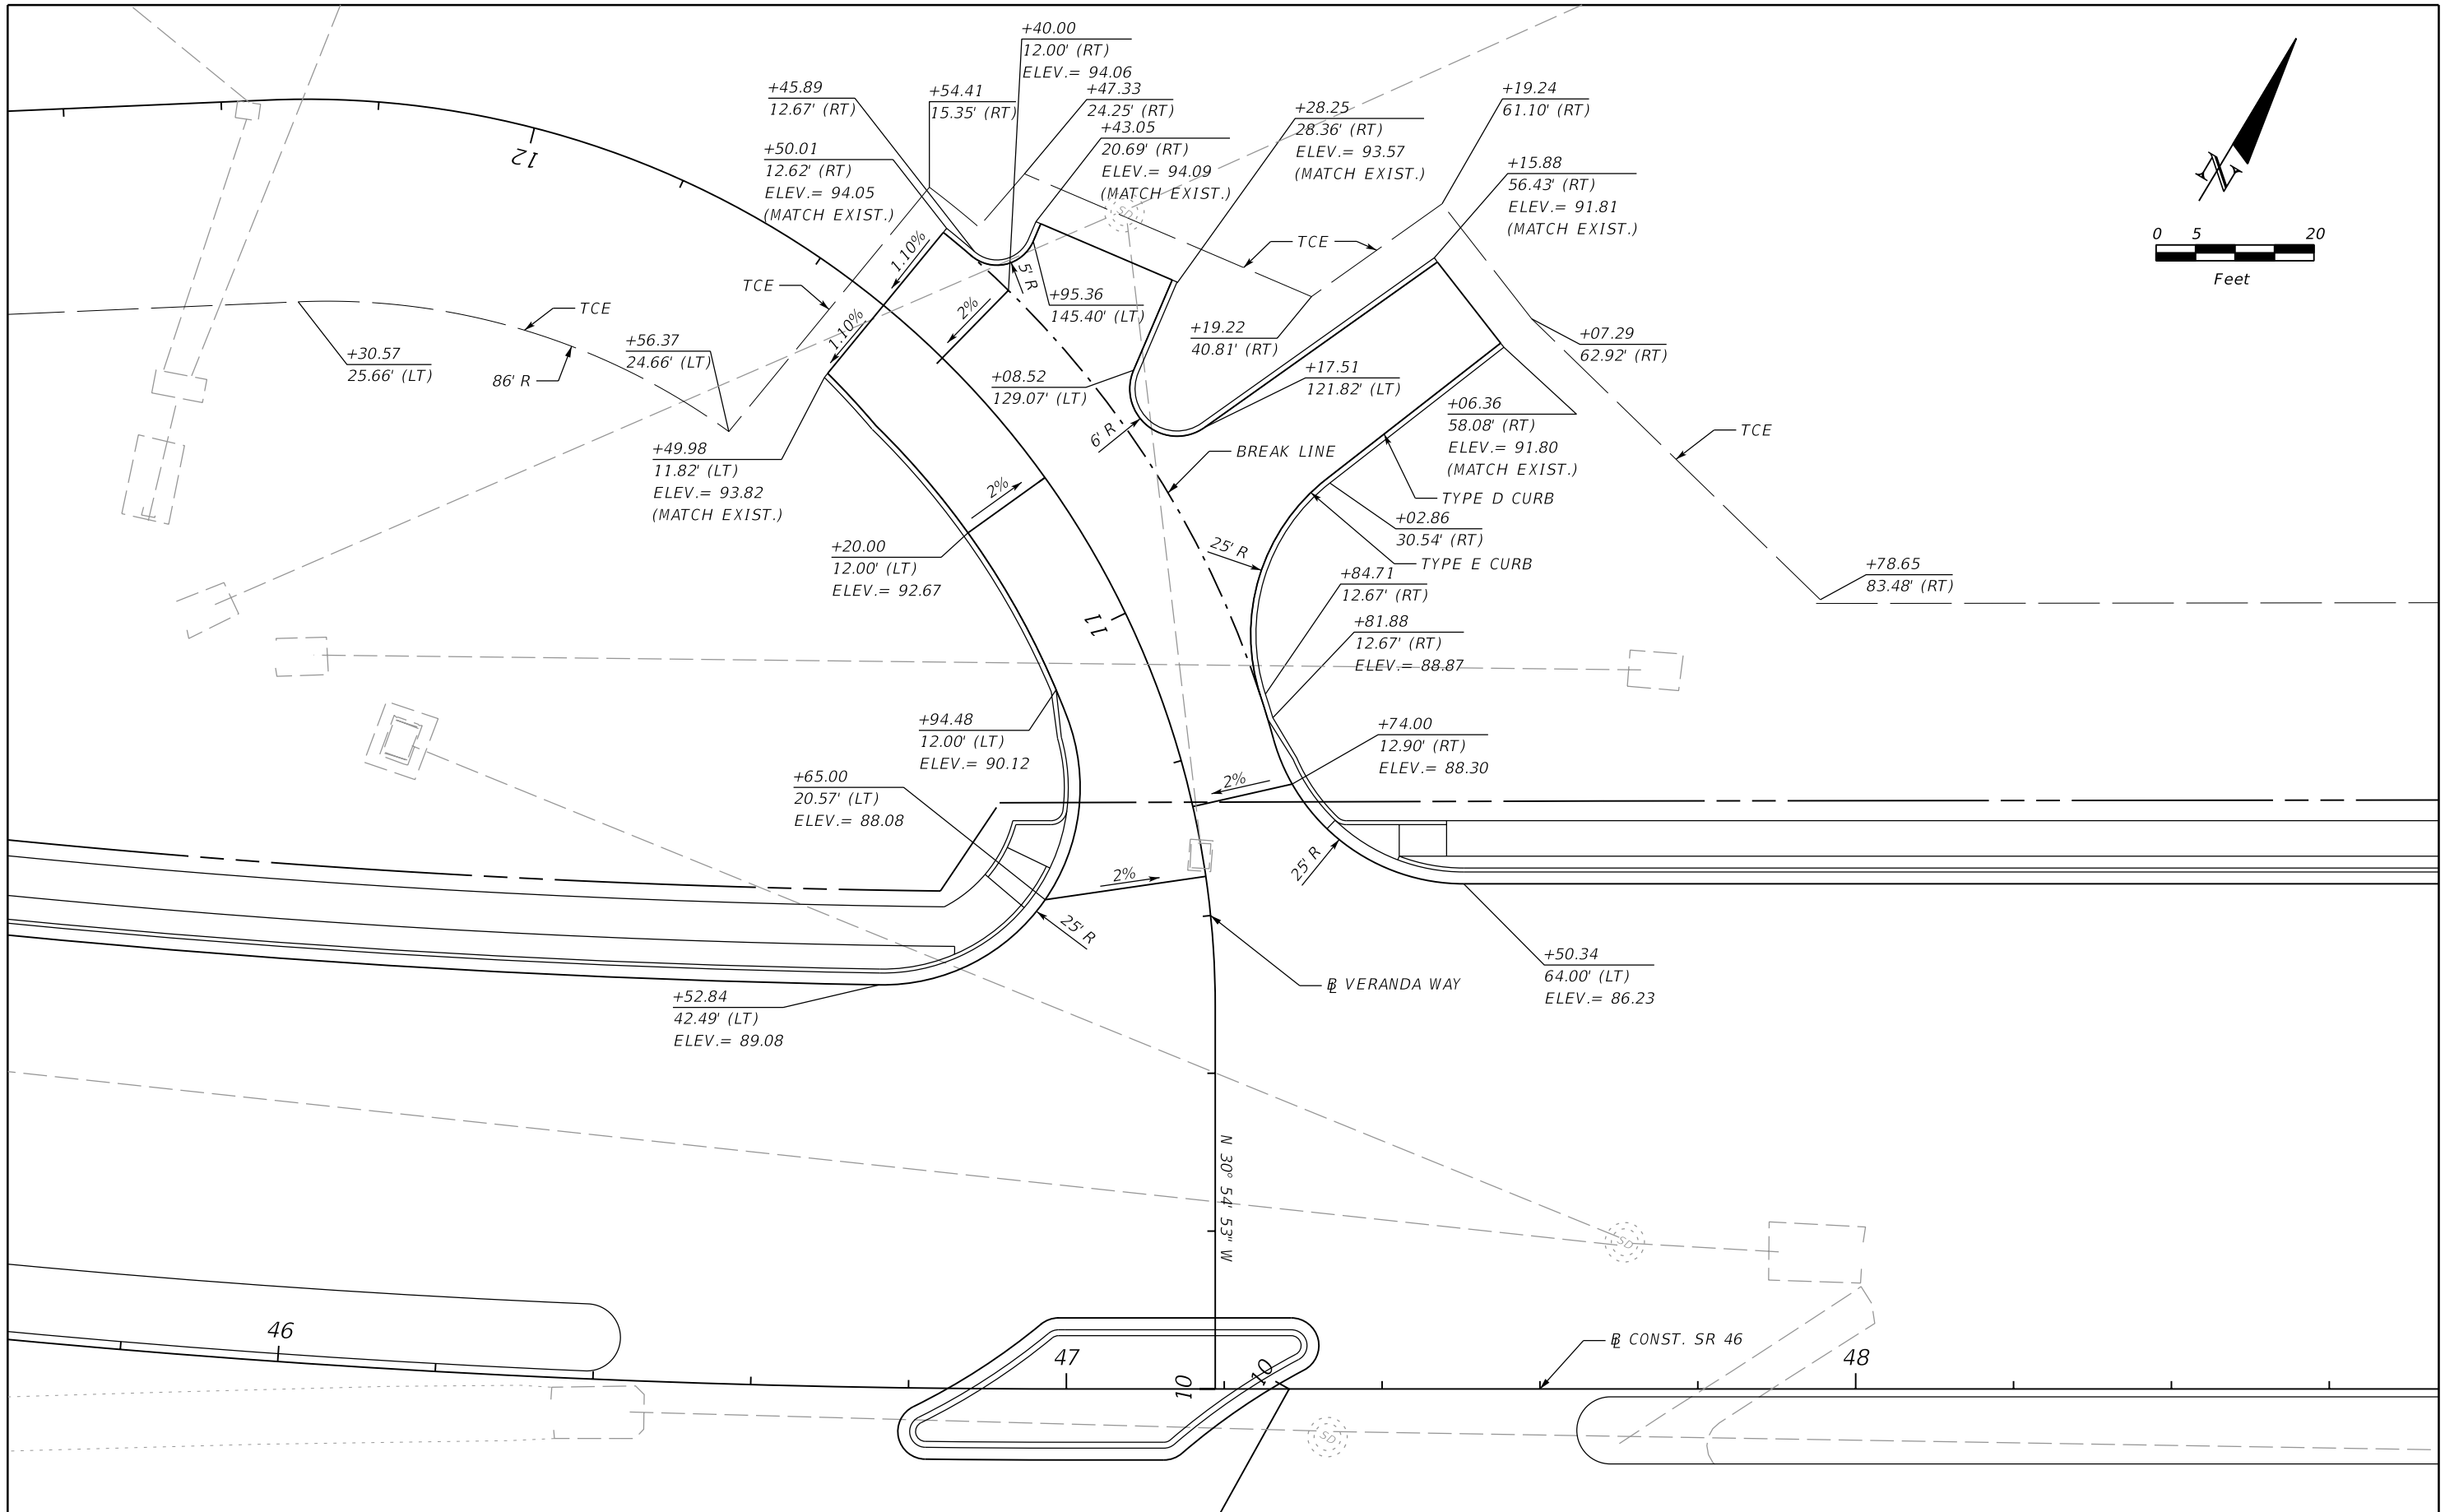 +40.00
12.00' (RT)
ELEV.= 94.06
+45.89
12.67' (RT)
+54.41
15.35' (RT)
+47.33
24.25' (RT)
+28.25
28.36' (RT)
ELEV.= 93.57
(MATCH EXIST.)
+19.24
61.10' (RT)
+43.05
20.69' (RT)
ELEV.= 94.09
(MATCH EXIST.)
+50.01
12.62' (RT)
ELEV.= 94.05
(MATCH EXIST.)
+15.88
56.43' (RT)
ELEV.= 91.81
(MATCH EXIST.)
N
0 5 20
Feet
12
SD
TCE
1.10%
5' R
TCE
+95.36
145.40' (LT)
2%
TCE
1.10%
+19.22
40.81' (RT)
+07.29
62.92' (RT)
+30.57
25.66' (LT)
86' R
+56.37
24.66' (LT)
+08.52
129.07' (LT)
+17.51
121.82' (LT)
+06.36
58.08' (RT)
ELEV.= 91.80
(MATCH EXIST.)
TCE
6' R
BREAK LINE
+49.98
11.82' (LT)
ELEV.= 93.82
(MATCH EXIST.)
2%
TYPE D CURB
+02.86
30.54' (RT)
+20.00
12.00' (LT)
ELEV.= 92.67
25' R
TYPE E CURB
+84.71
12.67' (RT)
+78.65
83.48' (RT)
11
+81.88
12.67' (RT)
ELEV.= 88.87
+94.48
12.00' (LT)
ELEV.= 90.12
+74.00
12.90' (RT)
ELEV.= 88.30
2%
+65.00
20.57' (LT)
ELEV.= 88.08
2%
25' R
25' R
+50.34
64.00' (LT)
ELEV.= 86.23
BL VERANDA WAY
+52.84
42.49' (LT)
ELEV.= 89.08
N 30° 54' 53" W
SD
46
BL CONST. SR 46
47
48
10
10
SD